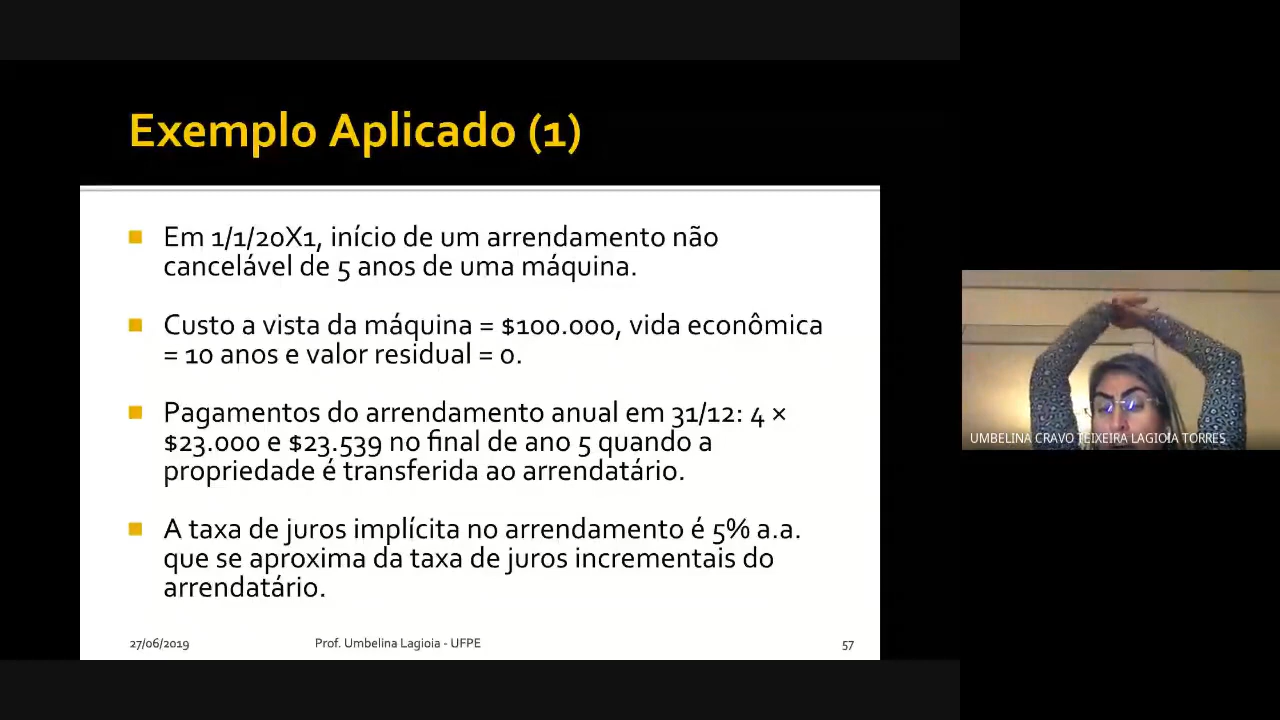 Exemplo Aplicado (1)
Em 1/1/20X1, início de um arrendamento não
cancelável de 5 anos de uma máquina.
Custo a vista da máquina = $100.000, vida econômica
= 10 anos e valor residual = 0.
Pagamentos do arrendamento anual em 31/12: 4 ×
$23.000 e $23.539 no final de ano 5 quando a
propriedade é transferida ao arrendatário.
A taxa de juros implícita no arrendamento é 5% a.a.
que se aproxima da taxa de juros incrementais do
arrendatário.
27/06/2019 Prof. Umbelina Lagioia - UFPE 57
UMBELINA CRAVO TEIXEIRA LAGIOIA TORRES